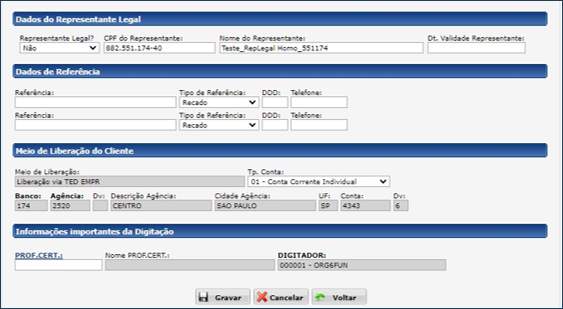 Dados do Representante Legal
Representante Legal? CPF do Representante: Nome do Representante: Dt. Validade Representante:
Não 682.551.174-40 Teste_RepLegal Homo_551174
Dados de Referência
Referência: Tipo de Referência: DDD: Telefone:
Recado
Referência: Tipo de Referência: DDD: Telefone:
Recado
Meio de Liberação do Cliente
Meio de Liberação: Tp. Conta:
Liberação via TED EMPR 01 - Conta Corrente Individual
Banco: Agência: Dv: Descrição Agência: Cidade Agência: UF: Conta: Dv:
174 2520 CENTRO SAO PAULO SP 4343 6
Informações importantes da Digitação
PROF.CERT.: Nome PROF.CERT.: DIGITADOR:
000001 - ORG6FUN
Gravar Cancelar Voltar